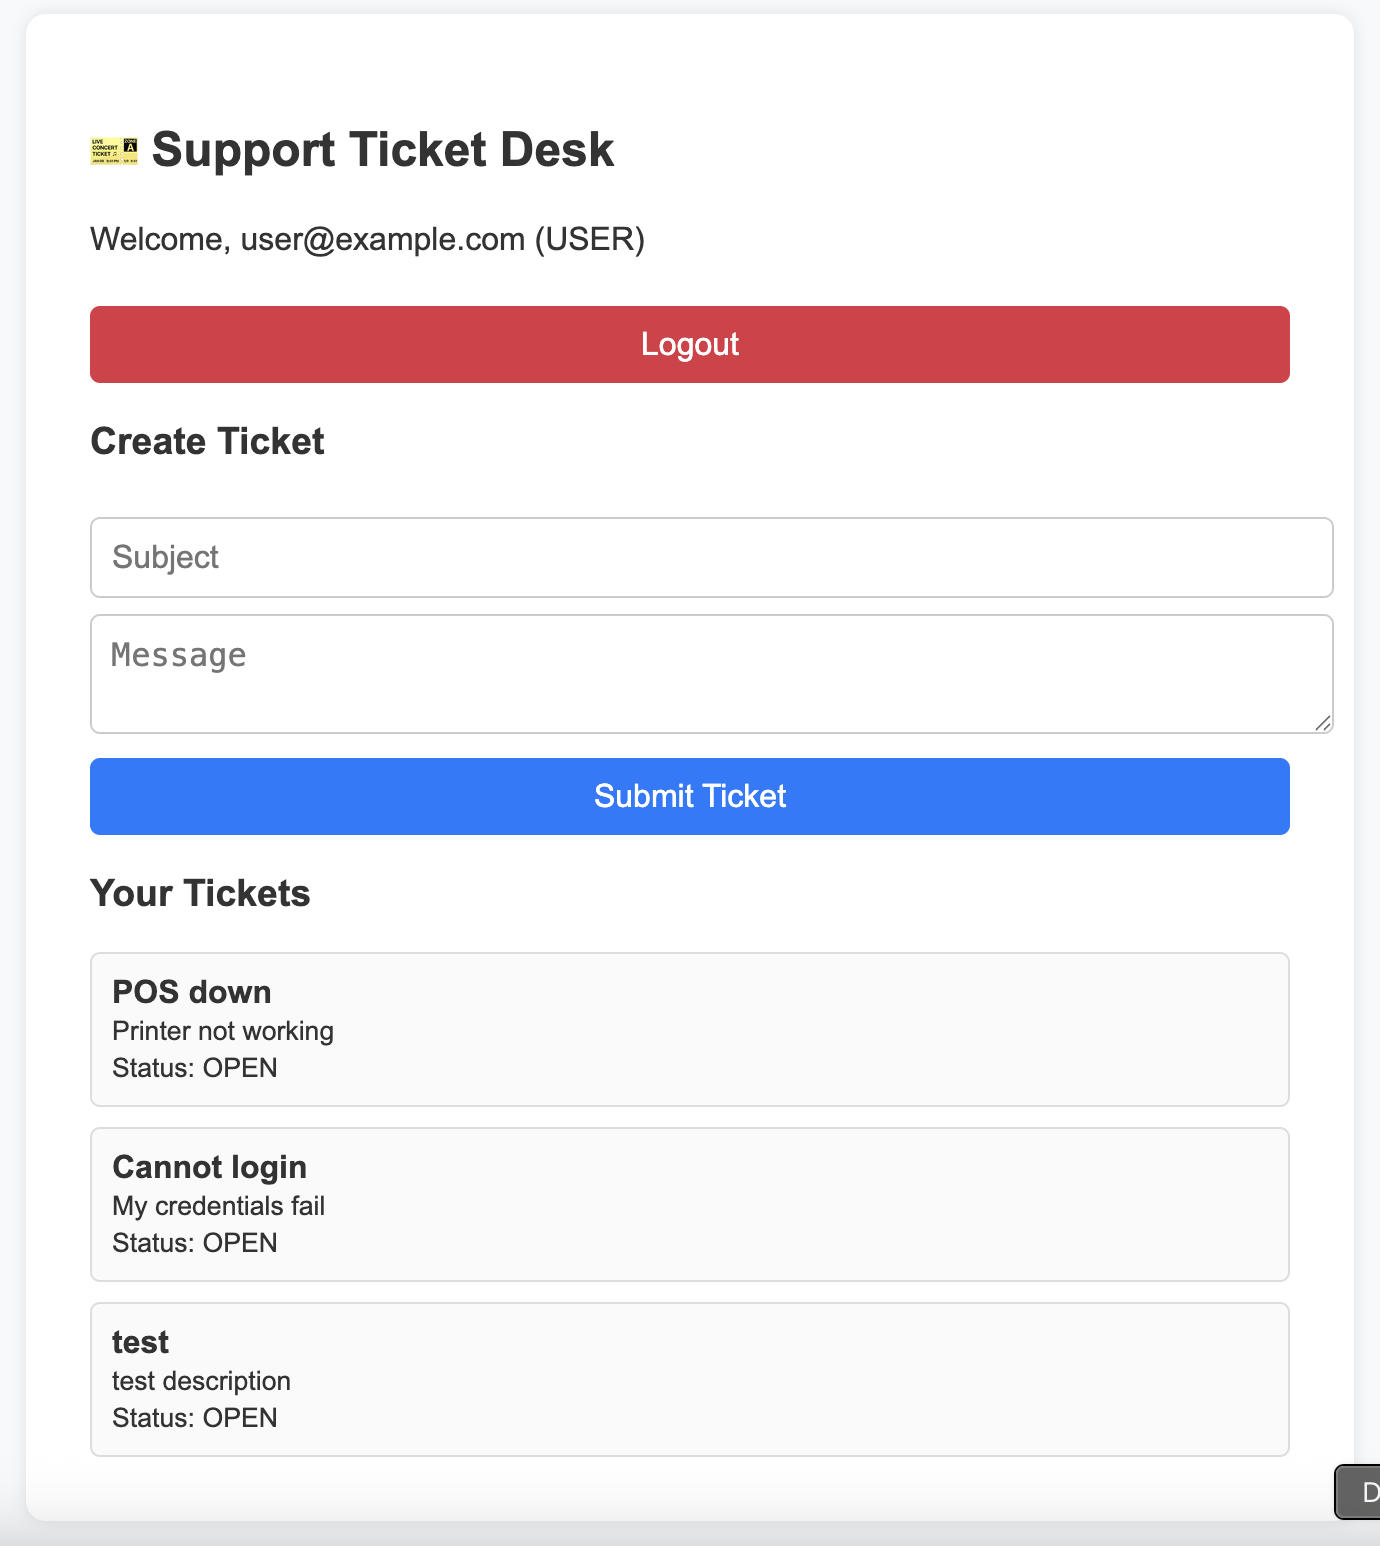 Support Ticket Desk
Welcome, user@example.com (USER)
Logout
Create Ticket
Subject
Message
Submit Ticket
Your Tickets
POS down
Printer not working
Status: OPEN
Cannot login
My credentials fail
Status: OPEN
test
test description
Status: OPEN
D